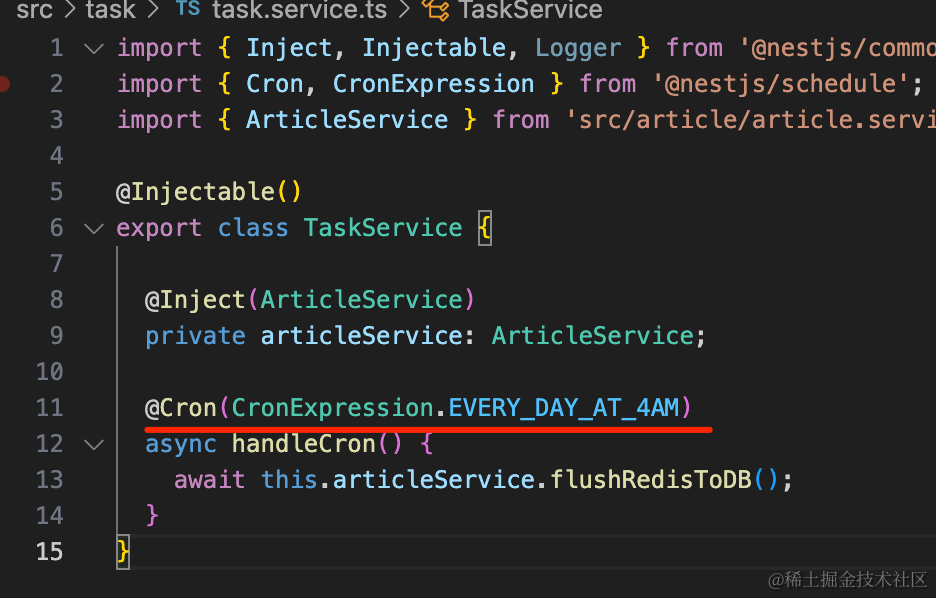 src > task > TS task.service.ts > TaskService
1 import { Inject, Injectable, Logger } from '@nestjs/commo
2 import { Cron, CronExpression } from '@nestjs/schedule';
3 import { ArticleService } from 'src/article/article.servi
4
5 @Injectable()
6 export class TaskService {
7
8 @Inject(ArticleService)
9 private articleService: ArticleService;
10
11 @Cron(CronExpression.EVERY_DAY_AT_4AM)
12 async handleCron() {
13 await this.articleService.flushRedisToDB();
14 }
15 }
@稀土掘金技术社区